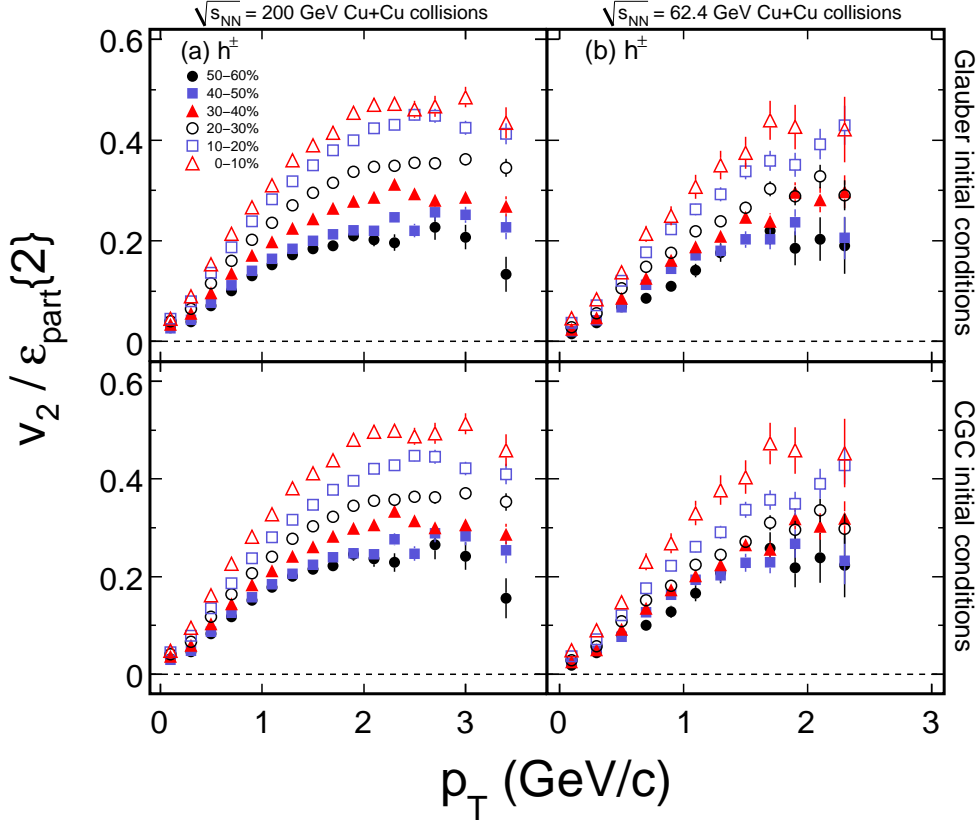 √s_NN = 200 GeV Cu+Cu collisions
√s_NN = 62.4 GeV Cu+Cu collisions
(a) h±
(b) h±
50–60%
40–50%
30–40%
20–30%
10–20%
0–10%
0.6
0.4
0.2
0
0.6
0.4
0.2
0
v2 / εpart{2}
Glauber initial conditions
CGC initial conditions
0 1 2 3 0 1 2 3
pT (GeV/c)